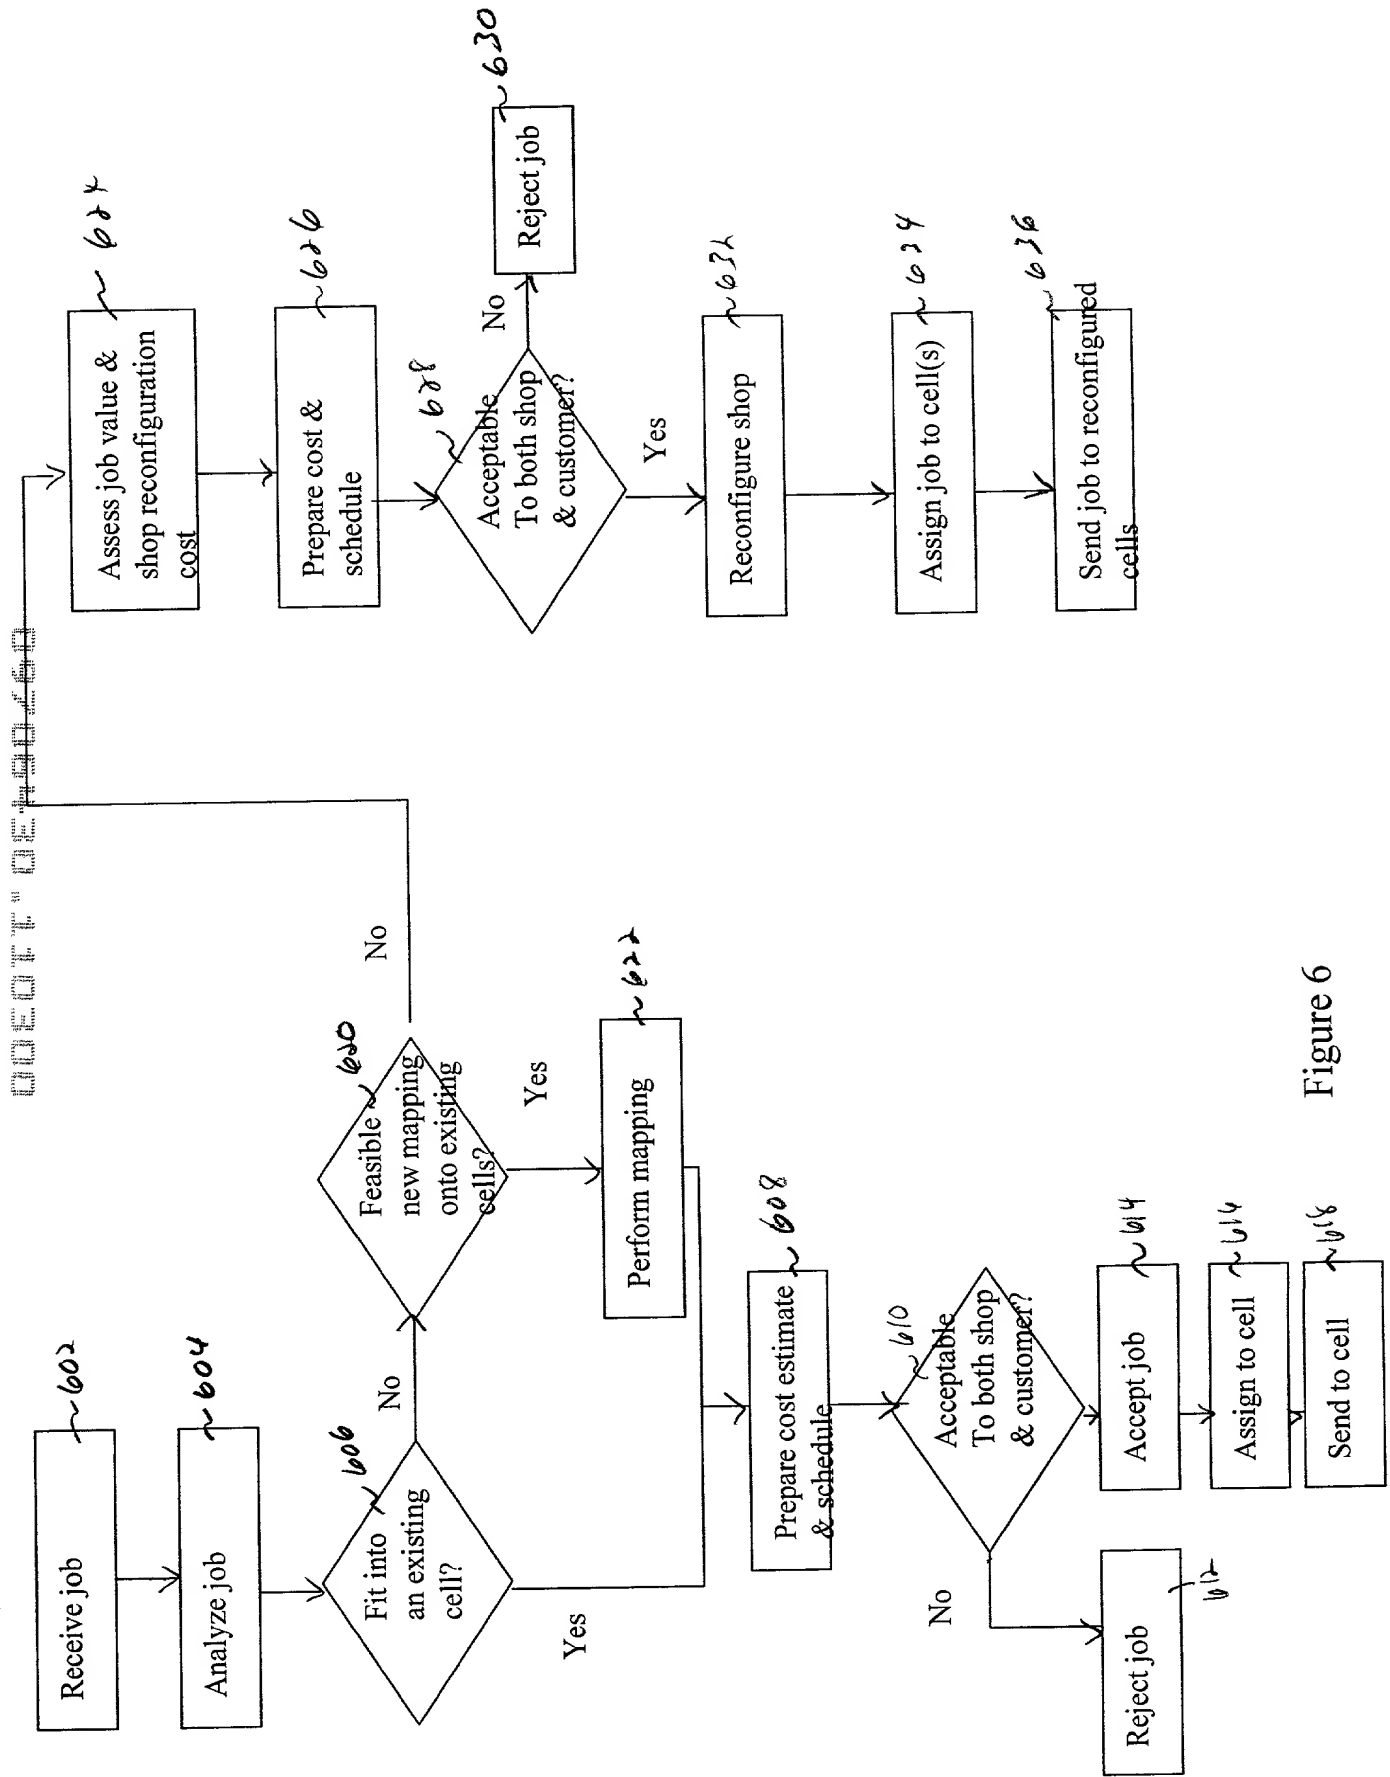 Receive job
602
Analyze job
604
Fit into
an existing
cell?
606
No
Yes
Feasible
new mapping
onto existing
cells?
620
No
Yes
Perform mapping
622
Prepare cost estimate
& schedule
608
Acceptable
To both shop
& customer?
610
No
Reject job
612
Accept job
614
Assign to cell
Send to cell
618
Assess job value &
shop reconfiguration
cost
624
Prepare cost &
schedule
626
Acceptable
To both shop
& customer?
628
No
Reject job
630
Yes
Reconfigure shop
632
Assign job to cell(s)
Send job to reconfigured
cells
636
Figure 6